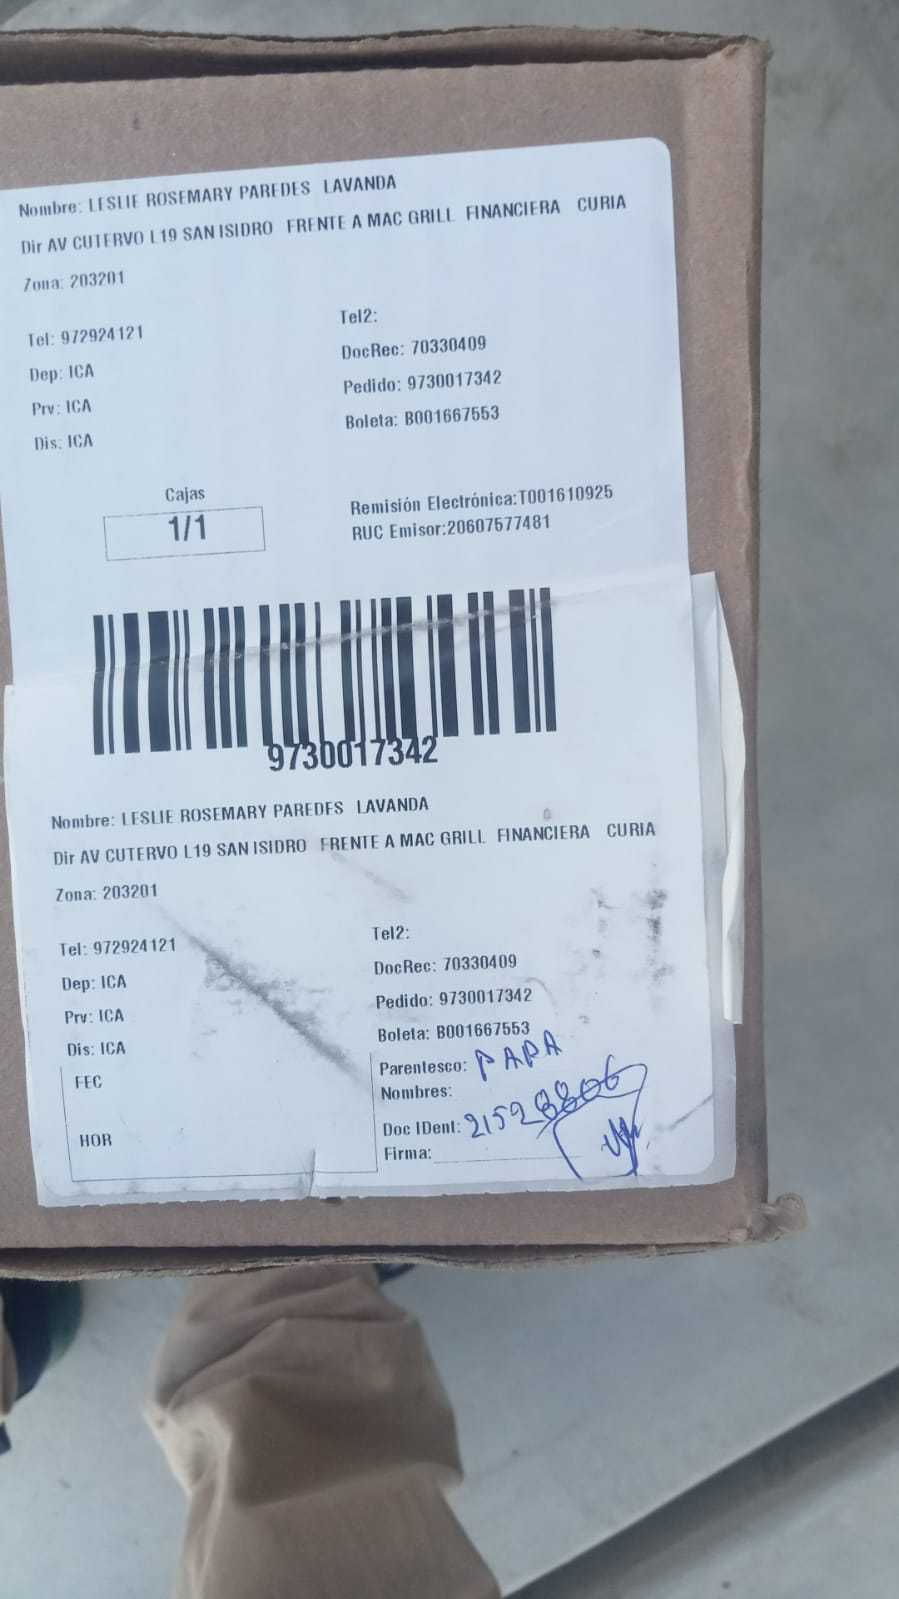 Nombre: LESLIE ROSEMARY PAREDES LAVANDA
Dir AV CUTERVO L19 SAN ISIDRO FRENTE A MAC GRILL FINANCIERA CURIA
Zona: 203201
Tel: 972924121
Tel2:
Dep: ICA
DocRec: 70330409
Prv: ICA
Pedido: 9730017342
Dis: ICA
Boleta: B001667553
Cajas
1/1
Remisión Electrónica:T001610925
RUC Emisor:20607577481
9730017342
Nombre: LESLIE ROSEMARY PAREDES LAVANDA
Dir AV CUTERVO L19 SAN ISIDRO FRENTE A MAC GRILL FINANCIERA CURIA
Zona: 203201
Tel: 972924121
Tel2:
Dep: ICA
DocRec: 70330409
Prv: ICA
Pedido: 9730017342
Dis: ICA
Boleta: B001667553
FEC
HOR
Parentesco: PAPA
Nombres:
Doc IDent:
Firma: